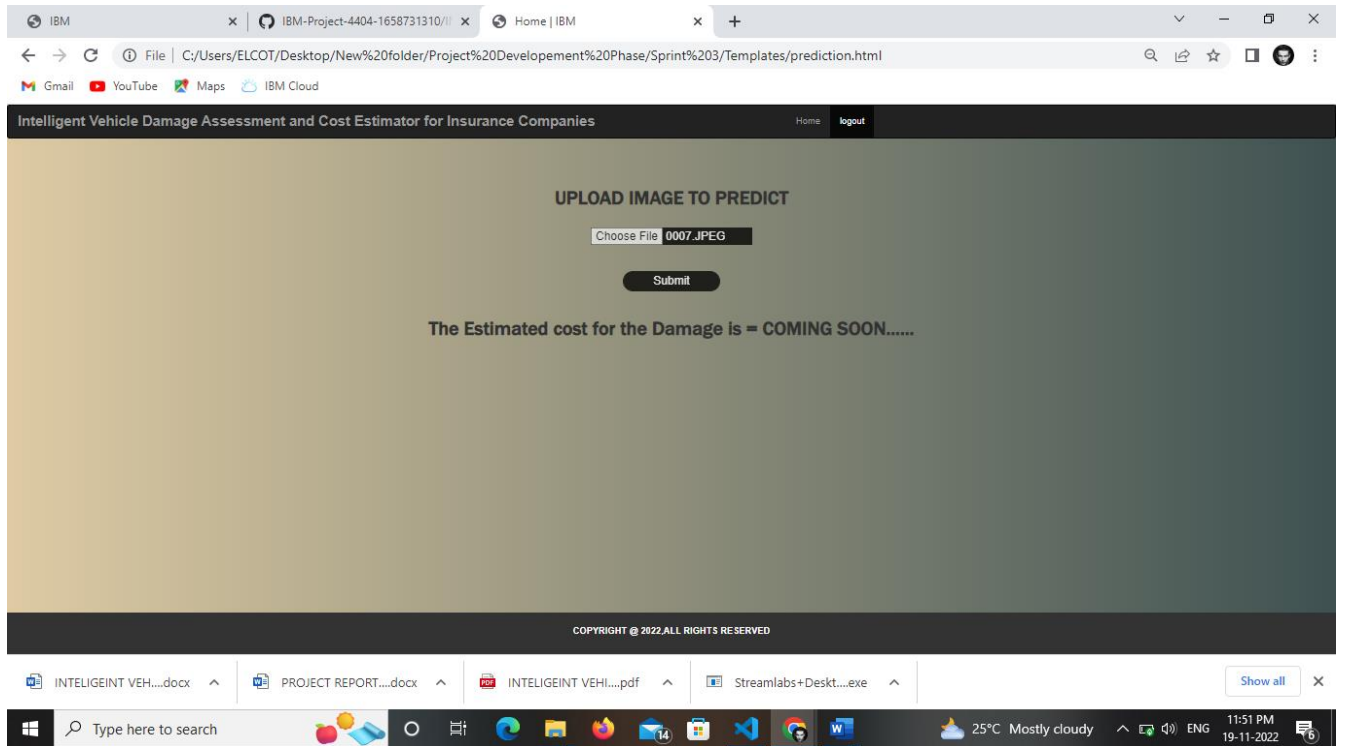 IBM
IBM-Project-4404-1658731310/I
Home | IBM
File | C:/Users/ELCOT/Desktop/New%20folder/Project%20Developement%20Phase/Sprint%203/Templates/prediction.html
Gmail YouTube Maps IBM Cloud
Intelligent Vehicle Damage Assessment and Cost Estimator for Insurance Companies Home logout
UPLOAD IMAGE TO PREDICT
Choose File 0007.JPEG
Submit
The Estimated cost for the Damage is = COMING SOON......
COPYRIGHT @ 2022,ALL RIGHTS RESERVED
INTELIGEINT VEH....docx PROJECT REPORT....docx PDF INTELIGEINT VEHI....pdf Streamlabs+Deskt....exe Show all
Type here to search 14 25°C Mostly cloudy ENG 11:51 PM
19-11-2022 6